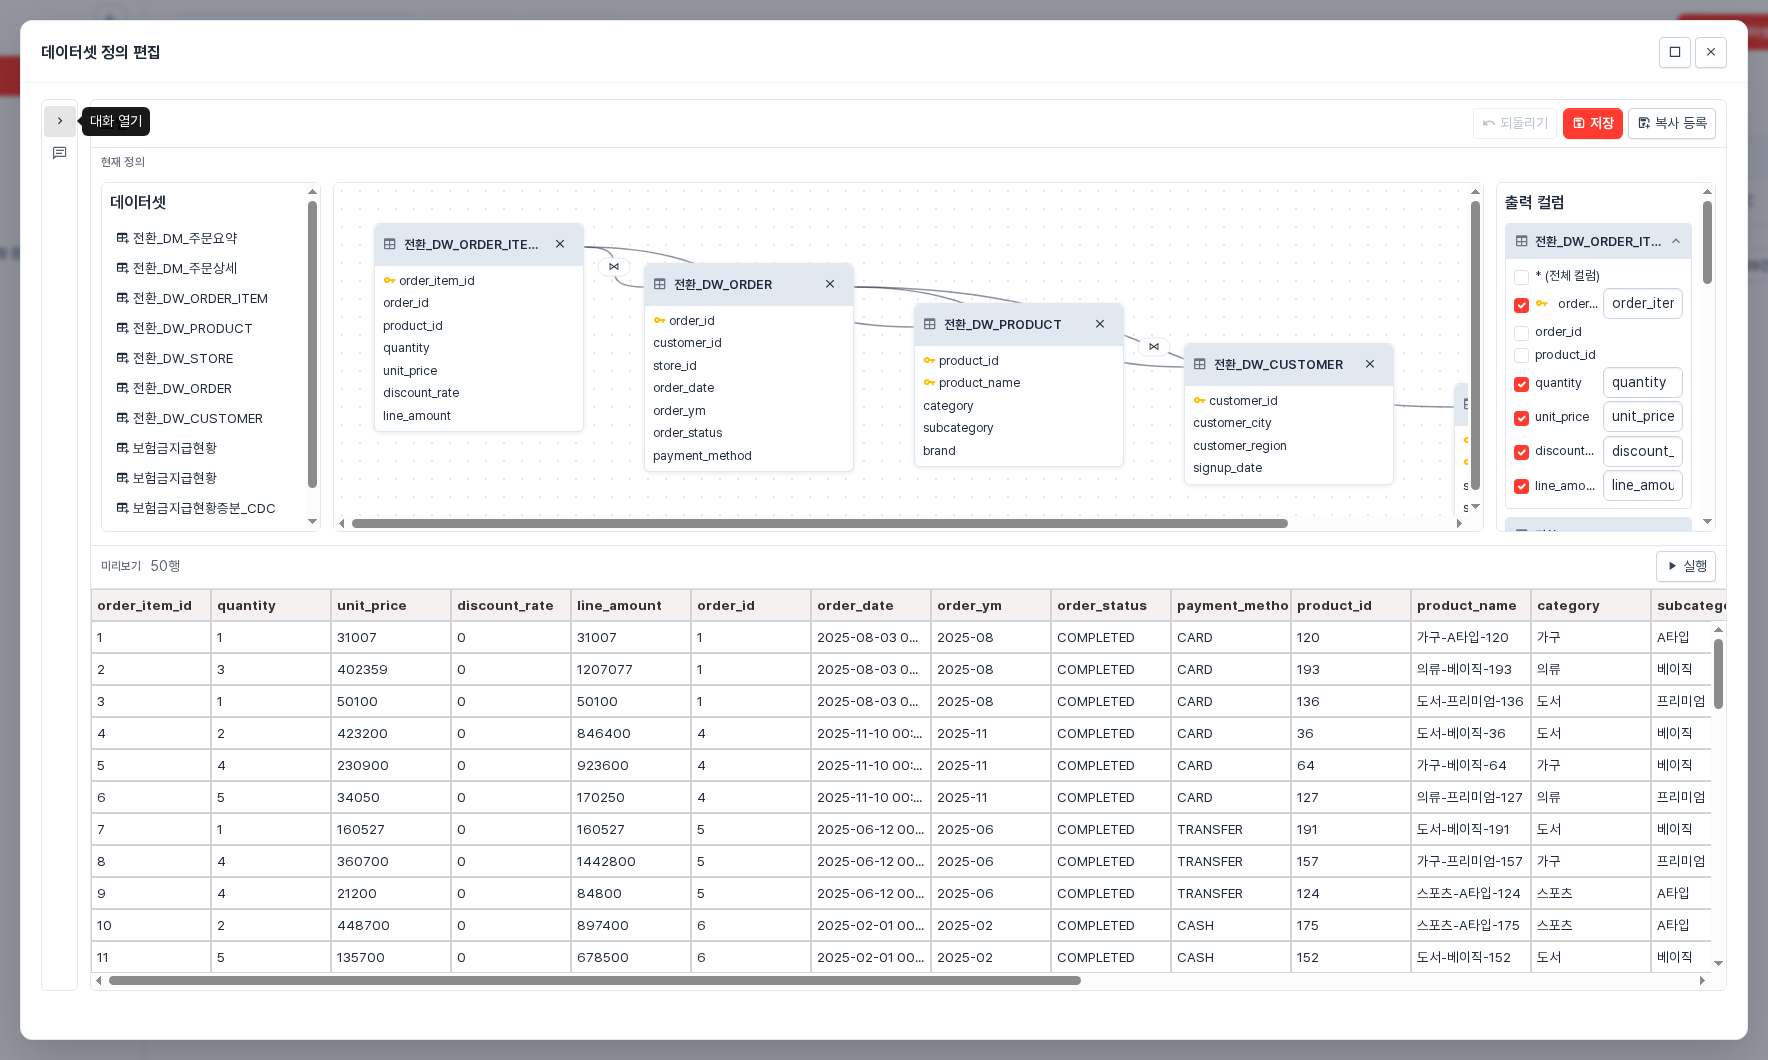 데이터셋 정의 편집
대화 열기
되돌리기 저장 복사 등록
현재 정의
데이터셋
전환_DM_주문요약
전환_DM_주문상세
전환_DW_ORDER_ITEM
전환_DW_PRODUCT
전환_DW_STORE
전환_DW_ORDER
전환_DW_CUSTOMER
보험금지급현황
보험금지급현황
보험금지급현황증분_CDC
전환_DW_ORDER_ITE...
order_item_id
order_id
product_id
quantity
unit_price
discount_rate
line_amount
전환_DW_ORDER
order_id
customer_id
store_id
order_date
order_ym
order_status
payment_method
전환_DW_PRODUCT
product_id
product_name
category
subcategory
brand
전환_DW_CUSTOMER
customer_id
customer_city
customer_region
signup_date
출력 컬럼
전환_DW_ORDER_IT...
* (전체 컬럼)
order... order_iter
order_id
product_id
quantity quantity
unit_price unit_price
discount... discount_
line_amo... line_amou
미리보기 50행
실행
order_item_id quantity unit_price discount_rate line_amount order_id order_date order_ym order_status payment_metho product_id product_name category subcatego
1 1 31007 0 31007 1 2025-08-03 0... 2025-08 COMPLETED CARD 120 가구-A타입-120 가구 A타입
2 3 402359 0 1207077 1 2025-08-03 0... 2025-08 COMPLETED CARD 193 의류-베이직-193 의류 베이직
3 1 50100 0 50100 1 2025-08-03 0... 2025-08 COMPLETED CARD 136 도서-프리미엄-136 도서 프리미엄
4 2 423200 0 846400 4 2025-11-10 00:... 2025-11 COMPLETED CARD 36 도서-베이직-36 도서 베이직
5 4 230900 0 923600 4 2025-11-10 00:... 2025-11 COMPLETED CARD 64 가구-베이직-64 가구 베이직
6 5 34050 0 170250 4 2025-11-10 00:... 2025-11 COMPLETED CARD 127 의류-프리미엄-127 의류 프리미엄
7 1 160527 0 160527 5 2025-06-12 00... 2025-06 COMPLETED TRANSFER 191 도서-베이직-191 도서 베이직
8 4 360700 0 1442800 5 2025-06-12 00... 2025-06 COMPLETED TRANSFER 157 가구-프리미엄-157 가구 프리미엄
9 4 21200 0 84800 5 2025-06-12 00... 2025-06 COMPLETED TRANSFER 124 스포츠-A타입-124 스포츠 A타입
10 2 448700 0 897400 6 2025-02-01 00... 2025-02 COMPLETED CASH 175 스포츠-A타입-175 스포츠 A타입
11 5 135700 0 678500 6 2025-02-01 00... 2025-02 COMPLETED CASH 152 도서-베이직-152 도서 베이직